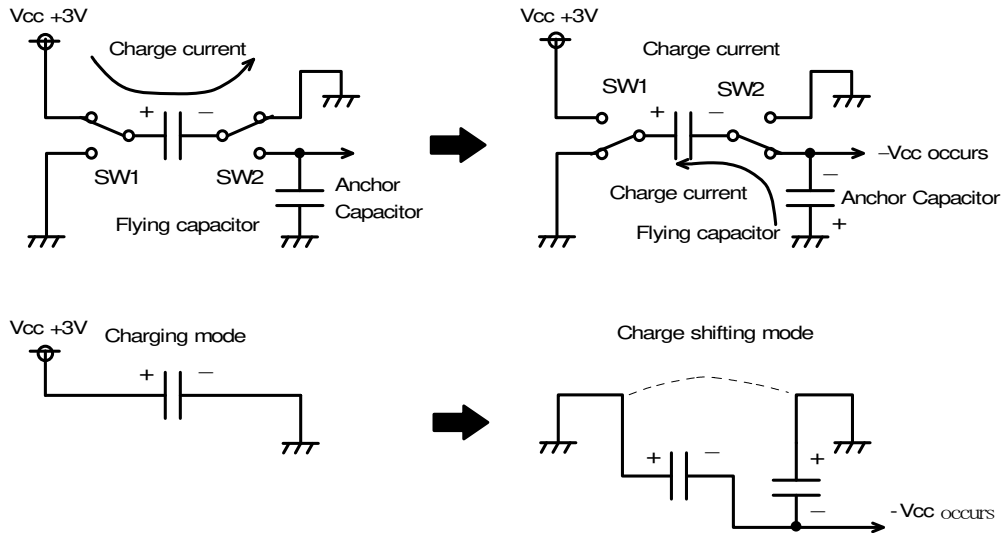 Vcc +3V
Charge current
+ −
SW1
SW2
Anchor
Capacitor
Flying capacitor
Vcc +3V
Charge current
SW1
SW2
+ −
−Vcc occurs
−
Charge current
Anchor Capacitor
Flying capacitor
+
Vcc +3V
Charging mode
+ −
Charge shifting mode
+ −
+
−
- Vcc occurs